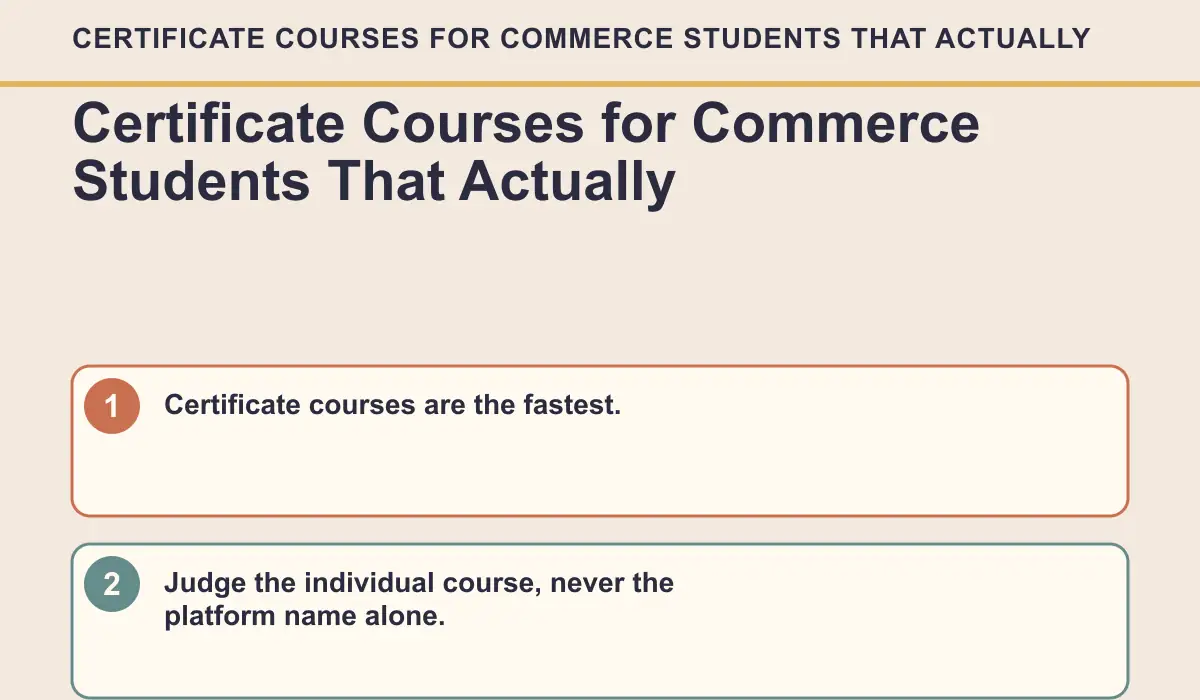 CERTIFICATE COURSES FOR COMMERCE STUDENTS THAT ACTUALLY
Certificate Courses for Commerce
Students That Actually
1
Certificate courses are the fastest.
2
Judge the individual course, never the
platform name alone.